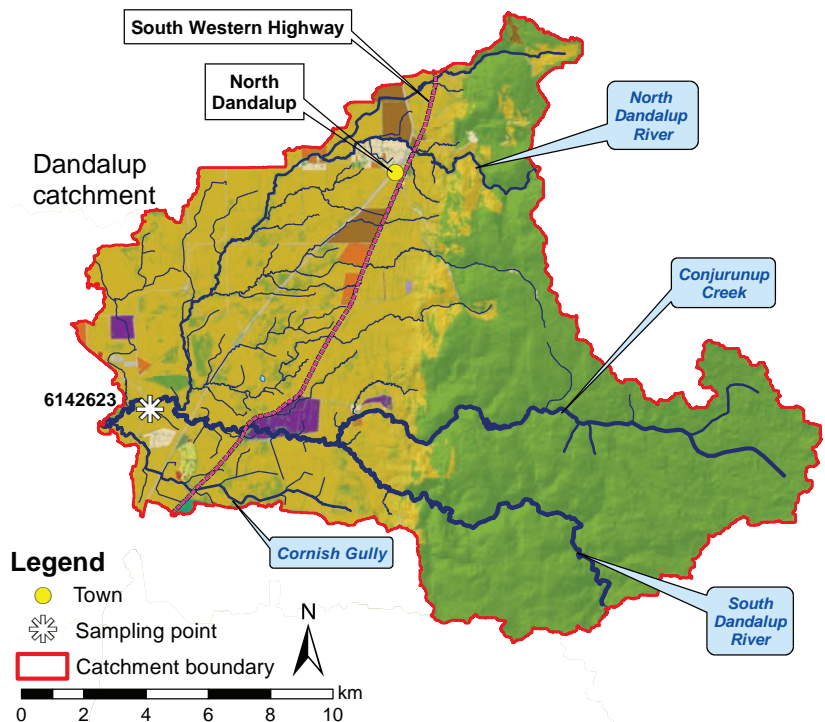 South Western Highway
North
Dandalup
North
Dandalup
River
Dandalup
catchment
Conjurunup
Creek
6142623
Cornish Gully
South
Dandalup
River
Legend
Town
Sampling point
Catchment boundary
N
km
0 2 4 6 8 10